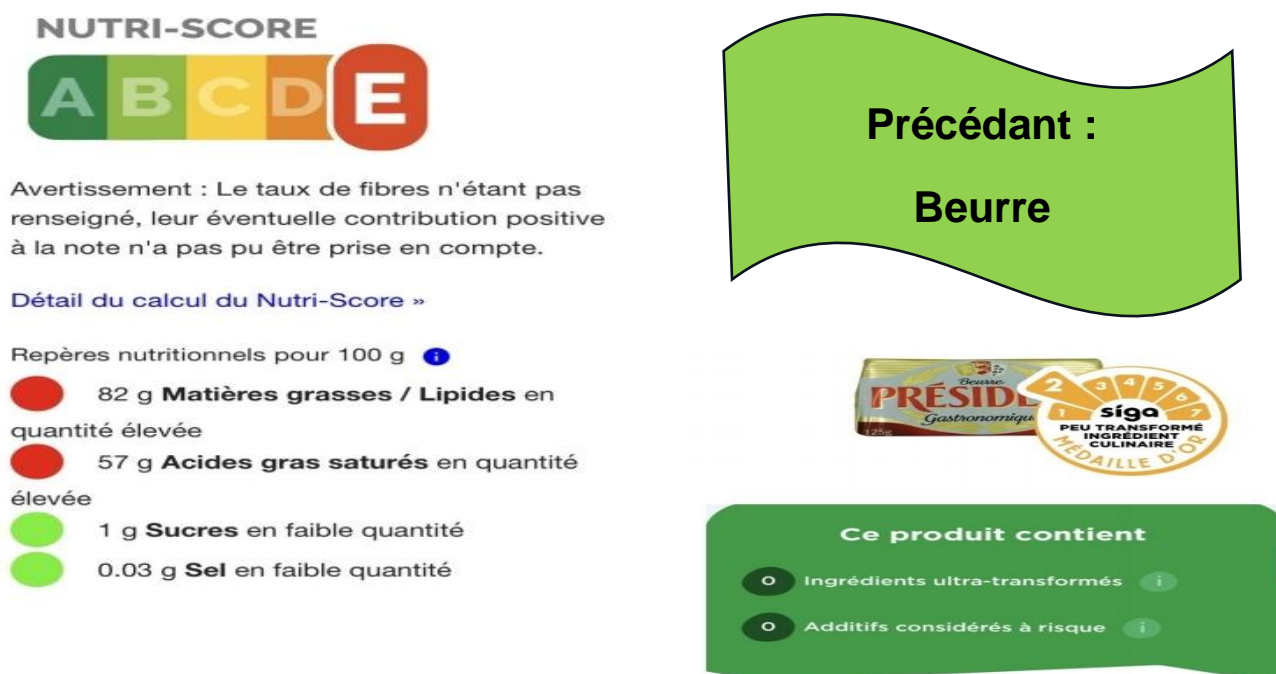 NUTRI-SCORE
A B C D E
Avertissement : Le taux de fibres n'étant pas
renseigné, leur éventuelle contribution positive
à la note n'a pas pu être prise en compte.
Détail du calcul du Nutri-Score »
Repères nutritionnels pour 100 g i
82 g Matières grasses / Lipides en
quantité élevée
57 g Acides gras saturés en quantité
élevée
1 g Sucres en faible quantité
0.03 g Sel en faible quantité
Précédant :
Beurre
Beurre
PRÉSIDE
Gastronomiqu
125g
1 2 3 4 5 6 7
siga
PEU TRANSFORMÉ
INGRÉDIENT
CULINAIRE
MÉDAILLE D'OR
Ce produit contient
0 Ingrédients ultra-transformés i
0 Additifs considérés à risque i